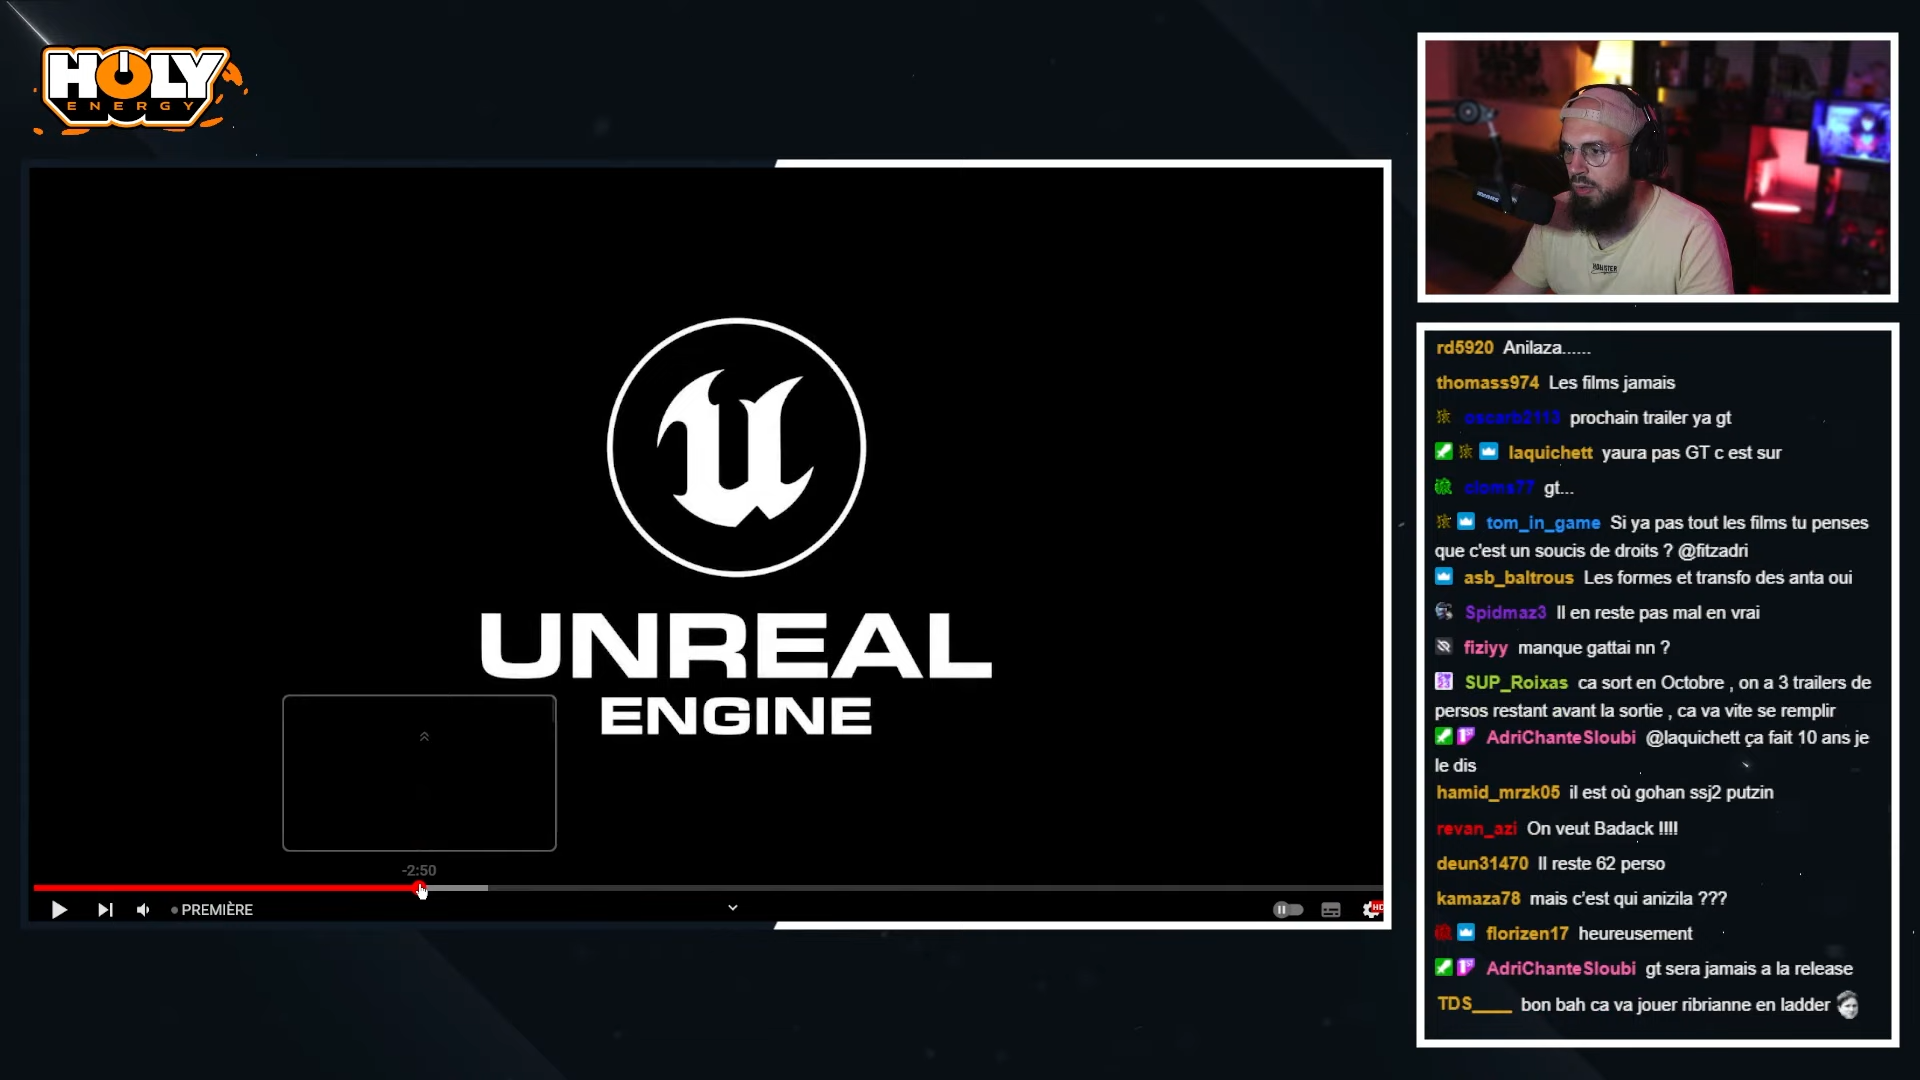 HOLY
ENERGY
UNREAL
ENGINE
-2:50
PREMIÈRE
HD
rd5920 Anilaza......
thomass974 Les films jamais
oscarb2113 prochain trailer ya gt
laquichett yaura pas GT c est sur
cloms77 gt...
tom_in_game Si ya pas tout les films tu penses
que c'est un soucis de droits ? @fitzadri
asb_baltrous Les formes et transfo des anta oui
Spidmaz3 Il en reste pas mal en vrai
fiziyy manque gattai nn ?
SUP_Roixas ca sort en Octobre , on a 3 trailers de
persos restant avant la sortie , ca va vite se remplir
AdriChanteSloubi @laquichett ça fait 10 ans je
le dis
hamid_mrzk05 il est où gohan ssj2 putzin
revan_azi On veut Badack !!!!
deun31470 Il reste 62 perso
kamaza78 mais c'est qui anizila ???
florizen17 heureusement
AdriChanteSloubi gt sera jamais a la release
TDS____ bon bah ca va jouer ribrianne en ladder